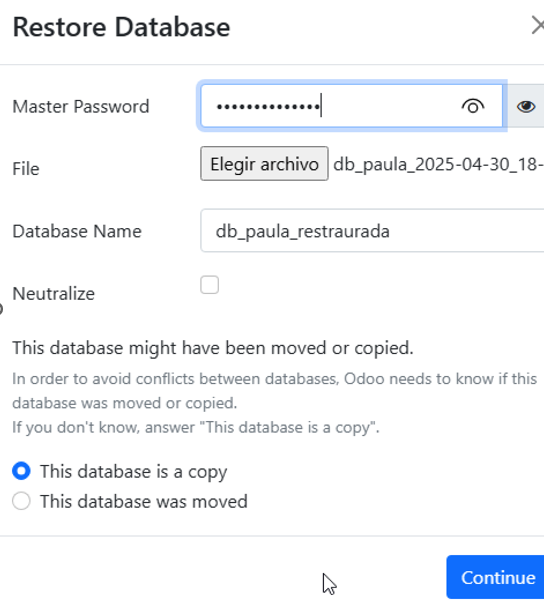 Restore Database
Master Password ••••••••••••••
File Elegir archivo db_paula_2025-04-30_18-
Database Name db_paula_restraurada
Neutralize
This database might have been moved or copied.
In order to avoid conflicts between databases, Odoo needs to know if this
database was moved or copied.
If you don't know, answer "This database is a copy".
This database is a copy
This database was moved
Continue